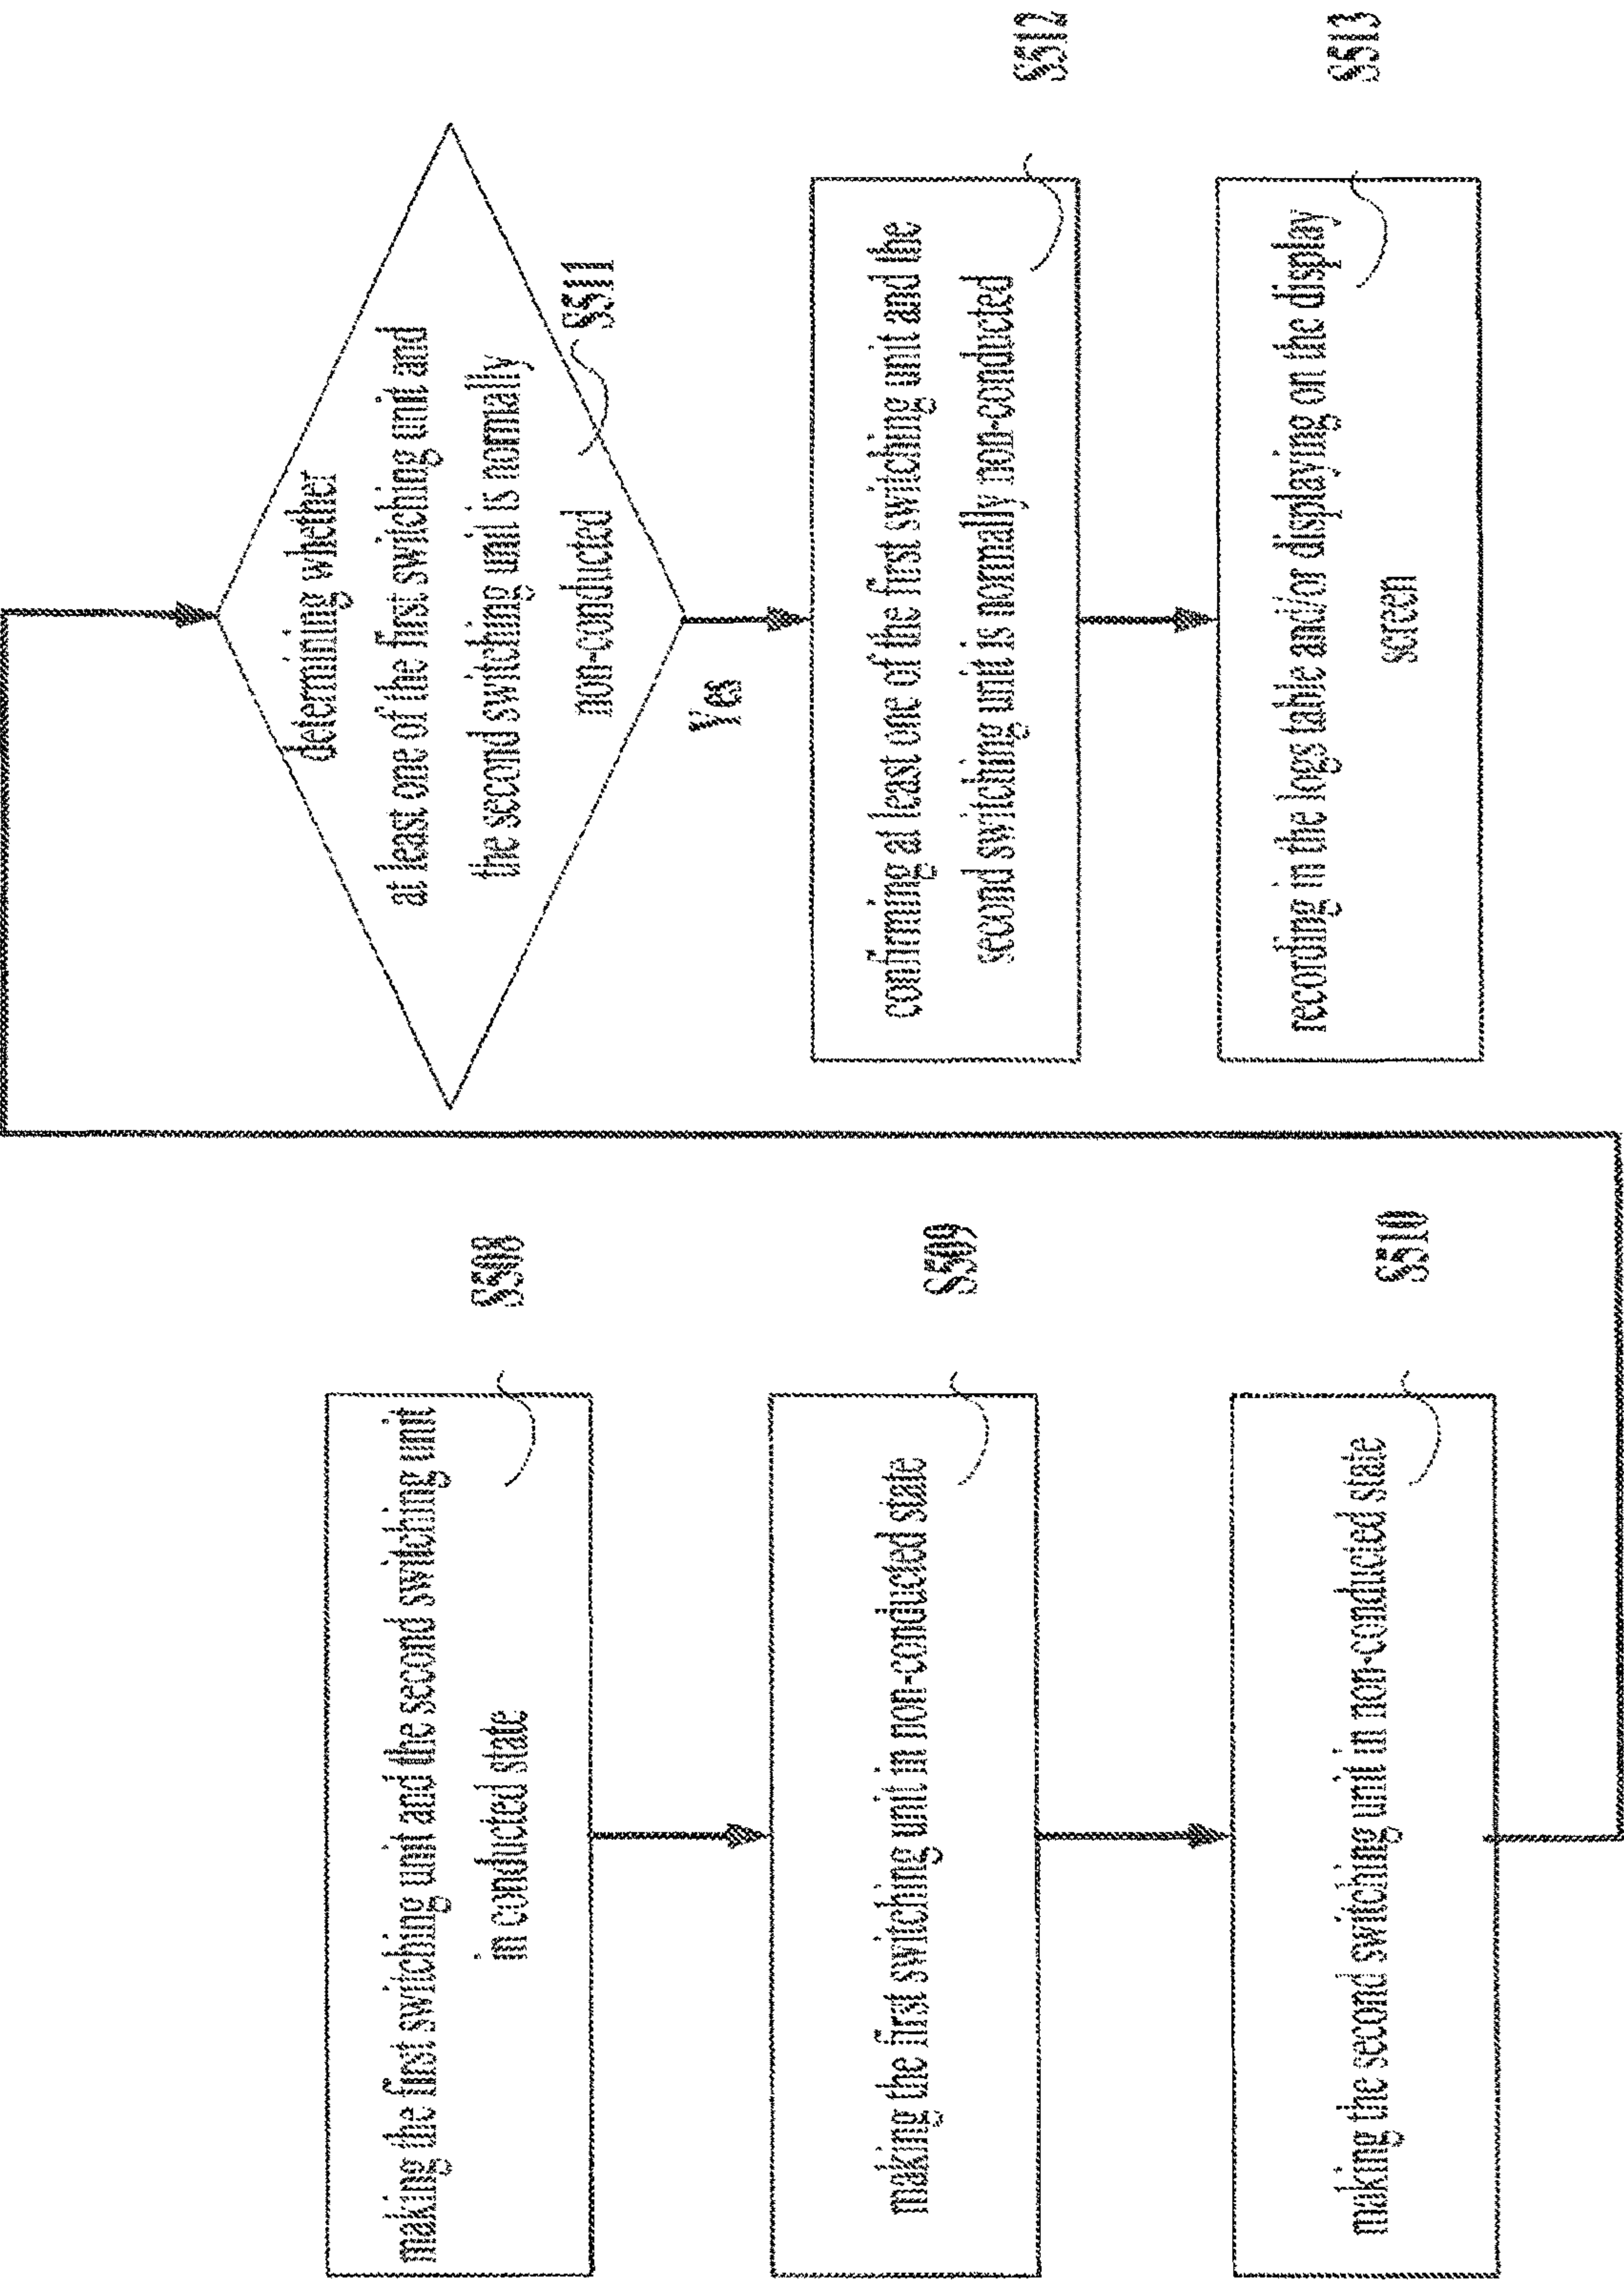 making the first switching unit and the second switching unit
in conducted state
S508
making the first switching unit in non-conducted state
S509
making the second switching unit in non-conducted state
S510
determining whether
at least one of the first switching unit and
the second switching unit is normally
non-conducted
S511
Yes
confirming at least one of the first switching unit and the
second switching unit is normally non-conducted
S512
recording in the logs table and/or displaying on the display
screen
S513